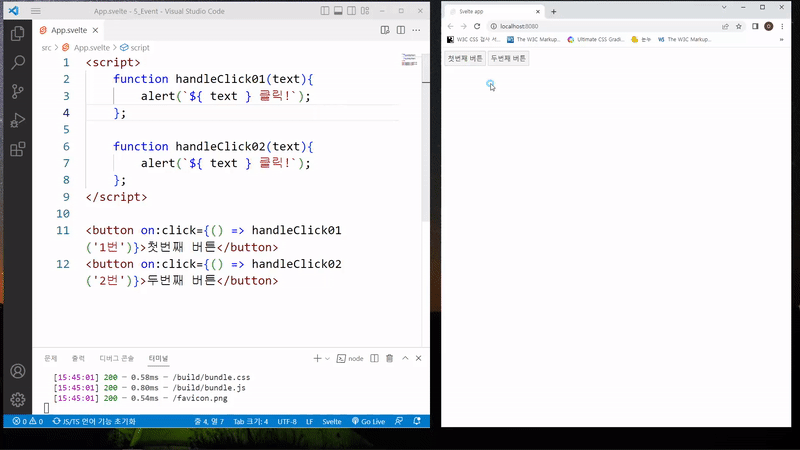 App.svelte - 5_Event - Visual Studio Code
App.svelte
src > App.svelte > script
1 <script>
2 function handleClick01(text){
3 alert(`${ text } 클릭!`);
4 };
5
6 function handleClick02(text){
7 alert(`${ text } 클릭!`);
8 };
9 </script>
10
11 <button on:click={() => handleClick01
('1번')}>첫번째 버튼</button>
12 <button on:click={() => handleClick02
('2번')}>두번째 버튼</button>
문제 출력 디버그 콘솔 터미널 node
[15:45:01] 200 ─ 0.58ms ─ /build/bundle.css
[15:45:01] 200 ─ 0.80ms ─ /build/bundle.js
[15:45:01] 200 ─ 0.54ms ─ /favicon.png
0 0 JS/TS 언어 기능 초기화 줄 4, 열 7 Tab 크기: 4 UTF-8 LF Svelte Go Live
Svelte app
localhost:8080
W3C CSS 검사 서... The W3C Markup... Ultimate CSS Gradi... 눈누 The W3C Markup...
첫번째 버튼 두번째 버튼